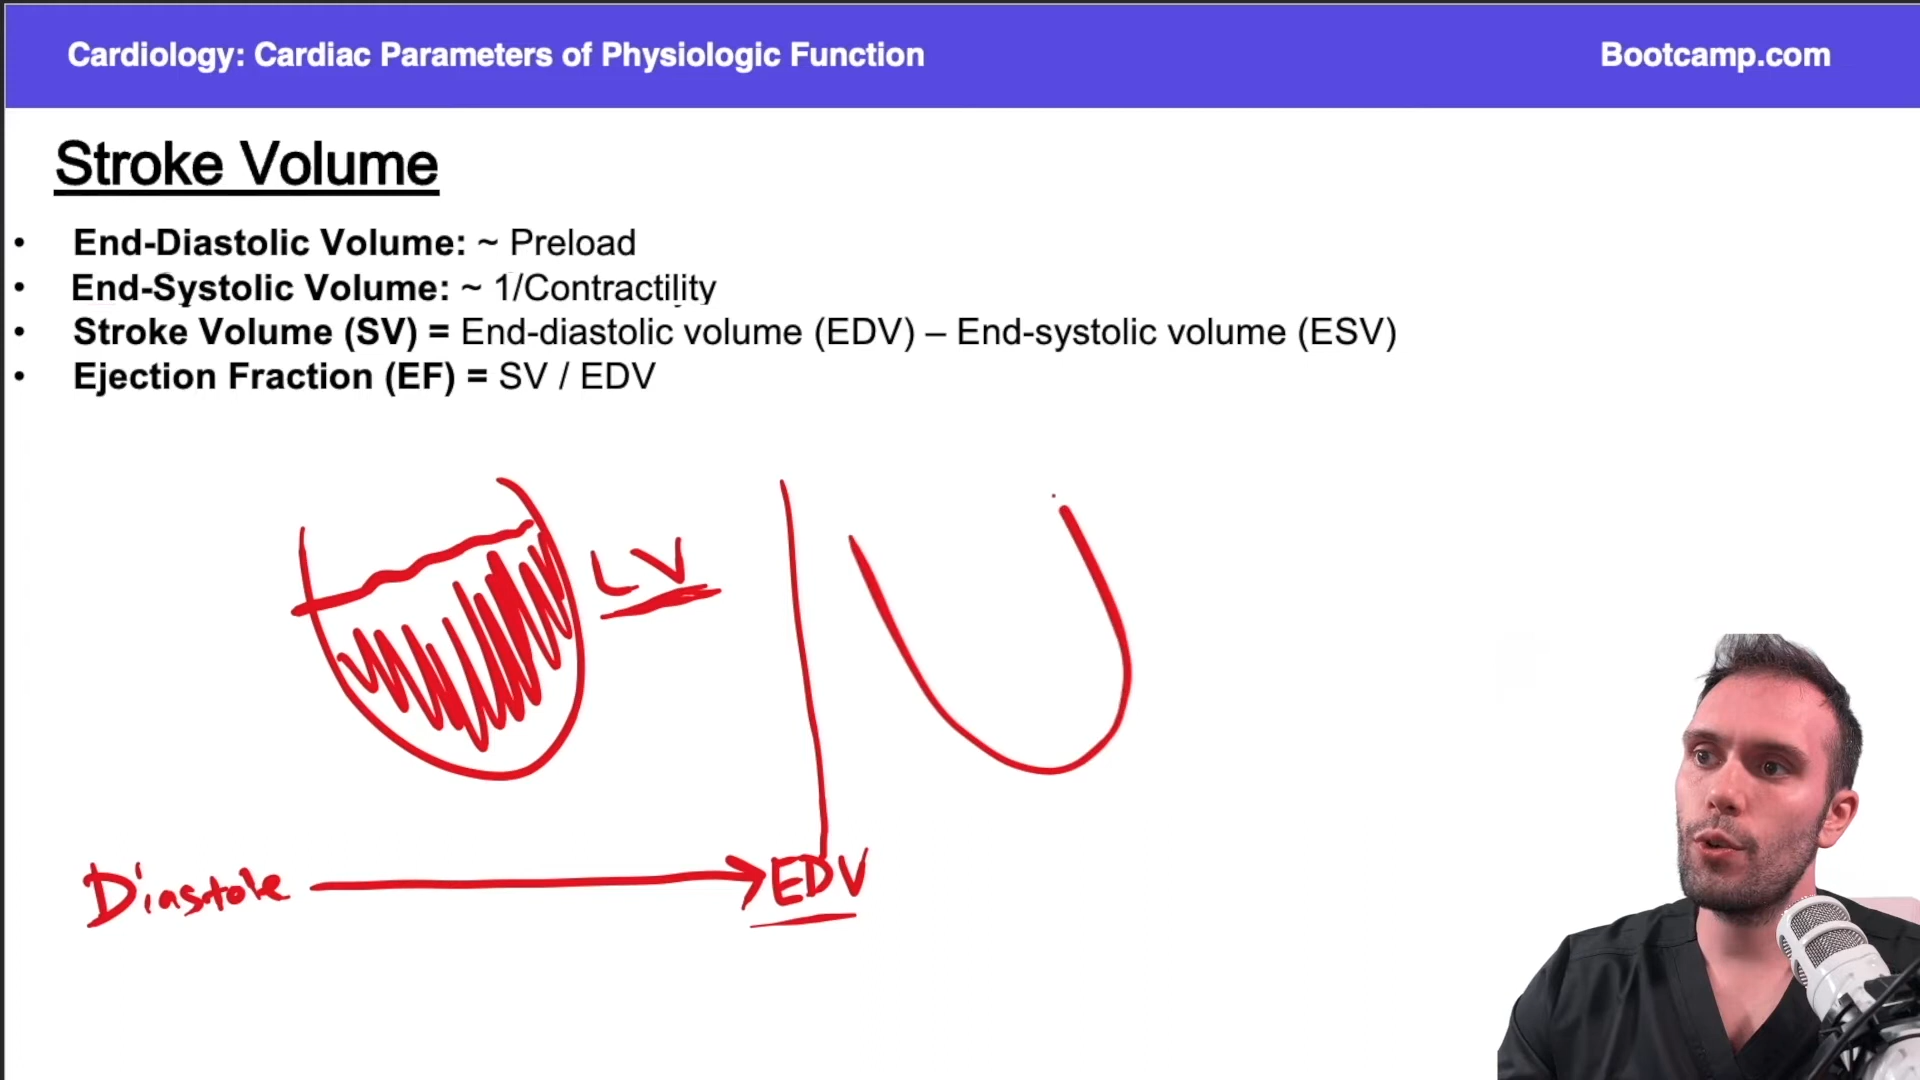 Cardiology: Cardiac Parameters of Physiologic Function
Bootcamp.com
Stroke Volume
• End-Diastolic Volume: ~ Preload
• End-Systolic Volume: ~ 1/Contractility
• Stroke Volume (SV) = End-diastolic volume (EDV) – End-systolic volume (ESV)
• Ejection Fraction (EF) = SV / EDV
LV
Diastole
EDV